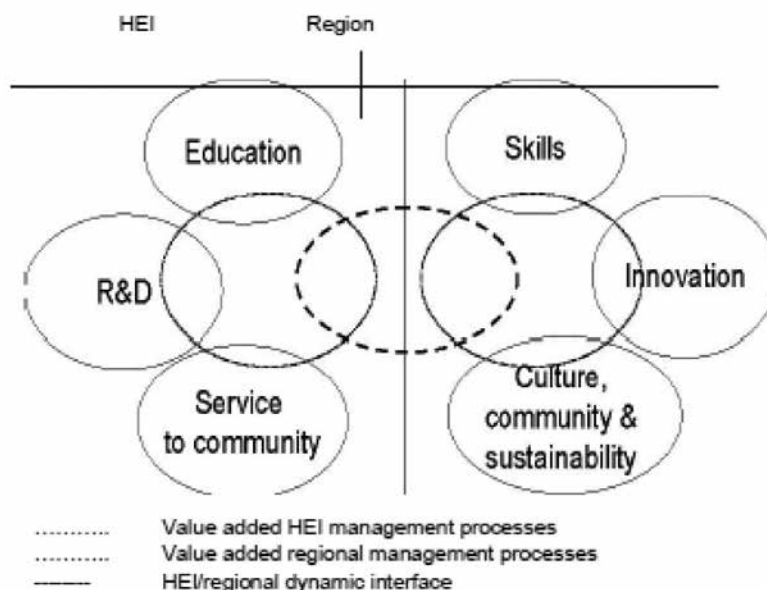 HEI Region
Education
Skills
R&D
Innovation
Service
to community
Culture,
community &
sustainability
Value added HEI management processes
Value added regional management processes
HEI/regional dynamic interface